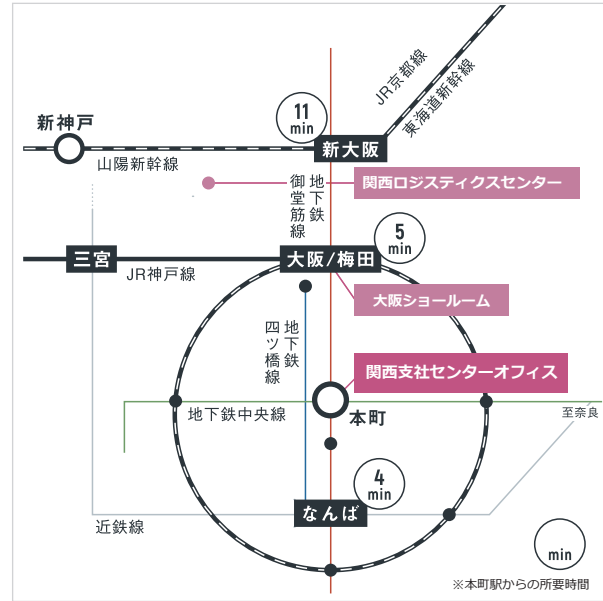 JR京都線
東海道新幹線
11
min
新神戸
新大阪
山陽新幹線
関西ロジスティクスセンター
地下鉄
御堂筋線
5
min
三宮
大阪/梅田
JR神戸線
大阪ショールーム
地下鉄
四ツ橋線
関西支社センターオフィス
地下鉄中央線
本町
至奈良
4
min
なんば
近鉄線
min
※本町駅からの所要時間